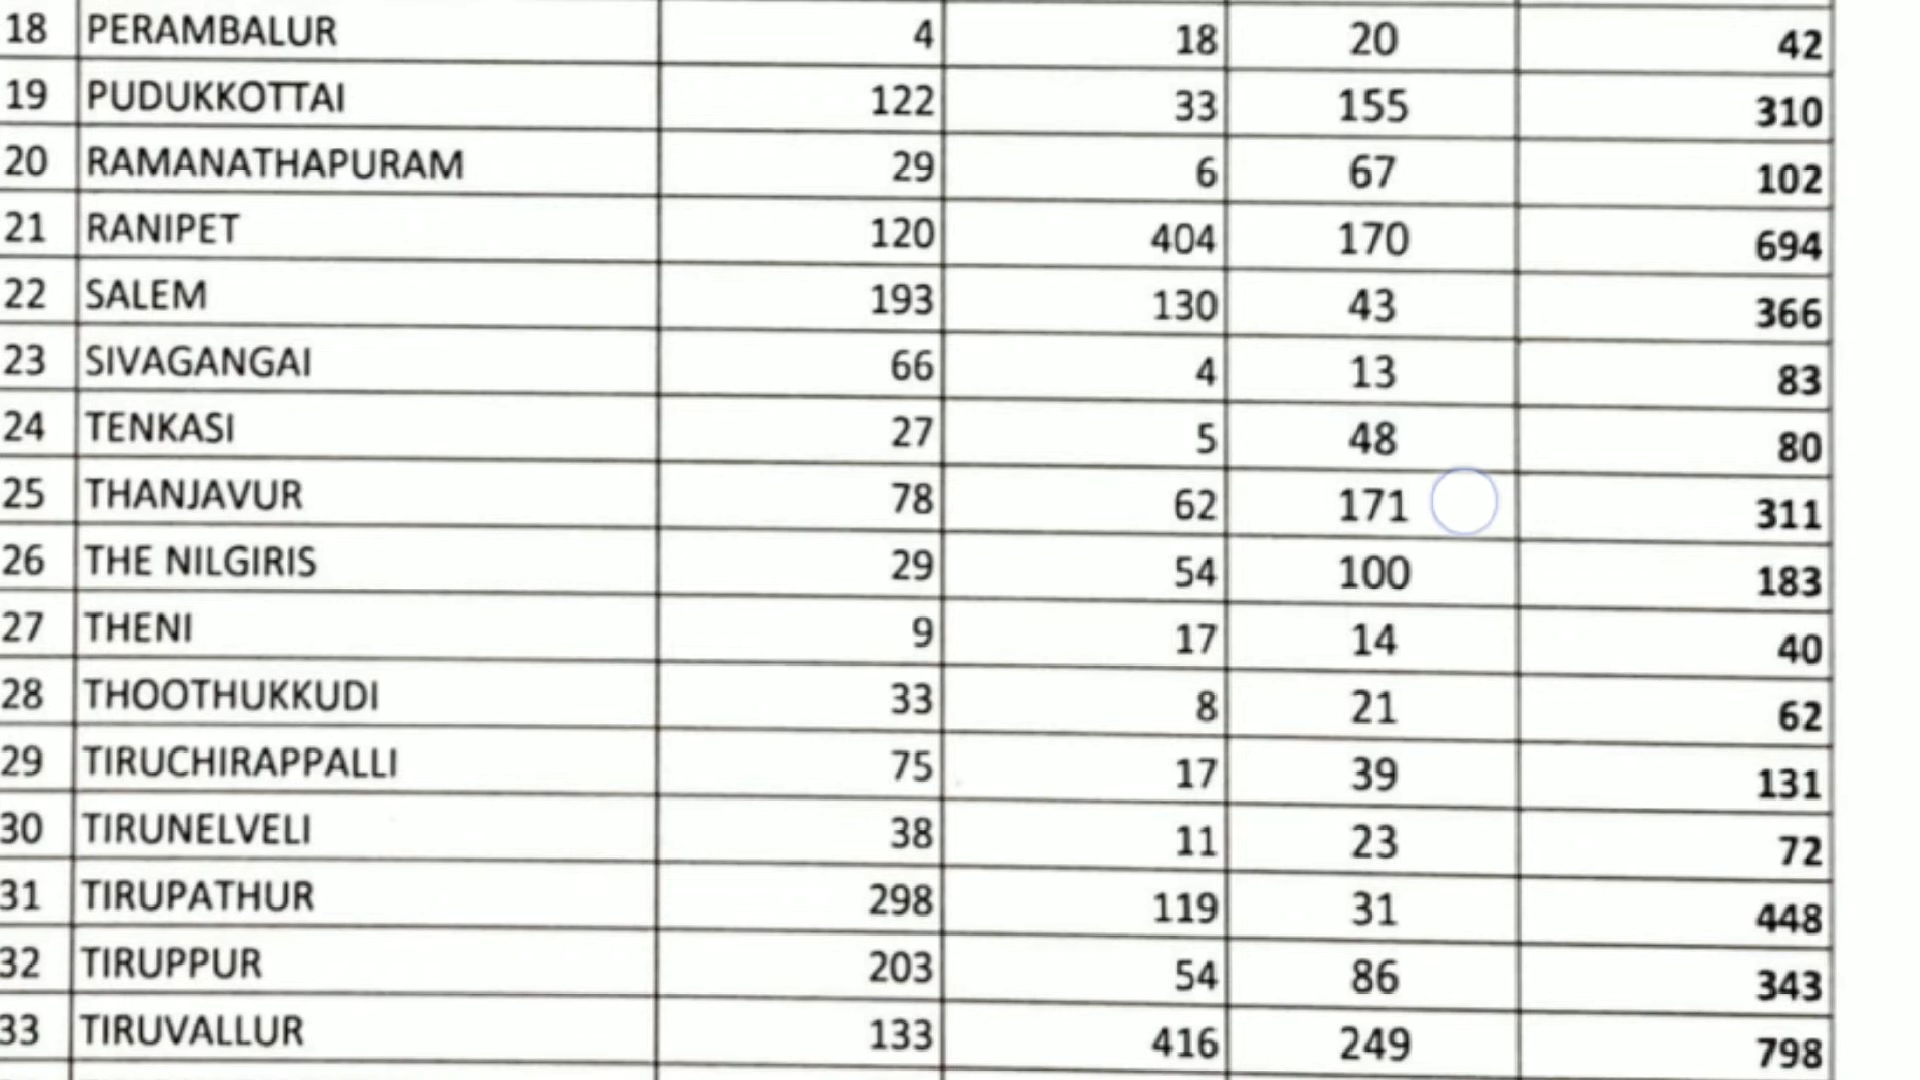 18 PERAMBALUR 4 18 20 42
19 PUDUKKOTTAI 122 33 155 310
20 RAMANATHAPURAM 29 6 67 102
21 RANIPET 120 404 170 694
22 SALEM 193 130 43 366
23 SIVAGANGAI 66 4 13 83
24 TENKASI 27 5 48 80
25 THANJAVUR 78 62 171 311
26 THE NILGIRIS 29 54 100 183
27 THENI 9 17 14 40
28 THOOTHUKKUDI 33 8 21 62
29 TIRUCHIRAPPALLI 75 17 39 131
30 TIRUNELVELI 38 11 23 72
31 TIRUPATHUR 298 119 31 448
32 TIRUPPUR 203 54 86 343
33 TIRUVALLUR 133 416 249 798